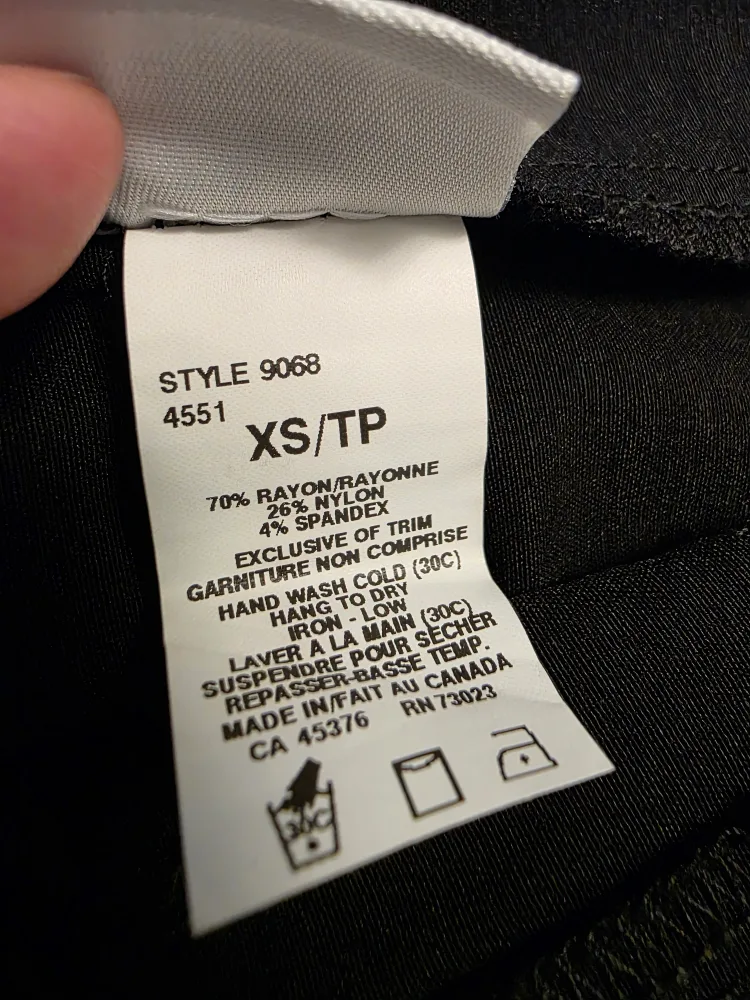 STYLE 9068
4551
XS/TP
70% RAYON/RAYONNE
26% NYLON
4% SPANDEX
EXCLUSIVE OF TRIM
GARNITURE NON COMPRISE
HAND WASH COLD (30C)
HANG TO DRY
IRON - LOW
LAVER A LA MAIN (30C)
SUSPENDRE POUR SECHER
REPASSER-BASSE TEMP.
MADE IN/FAIT AU CANADA
CA 45376 RN 73023
30C